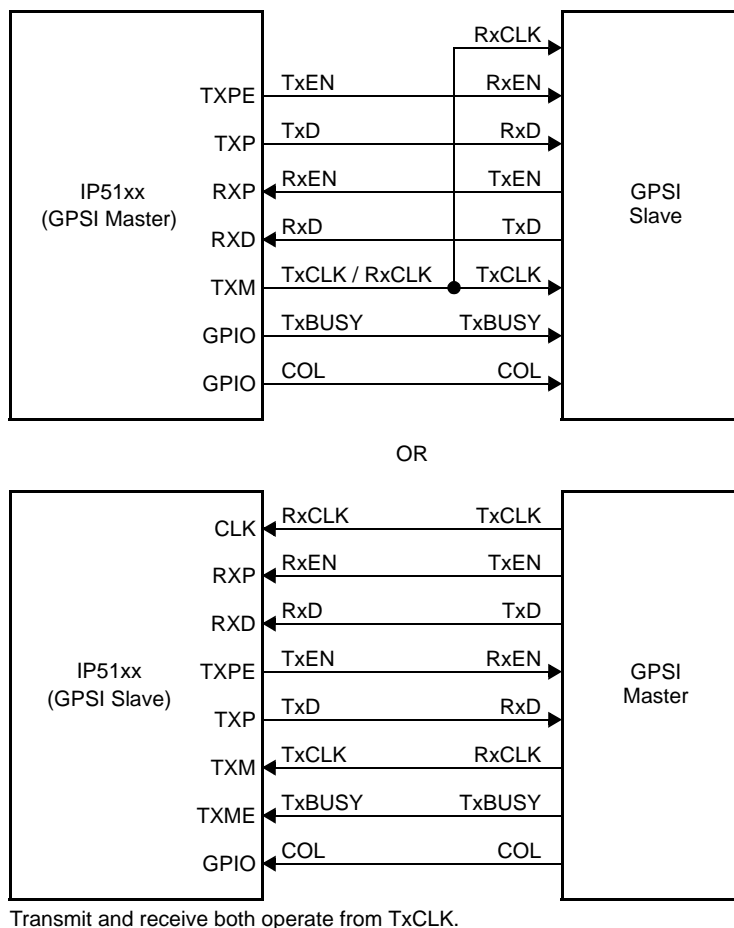 RxCLK
TXPE TxEN RxEN
TXP TxD RxD
IP51xx
(GPSI Master)
RXP RxEN TxEN
GPSI
Slave
RXD RxD TxD
TXM TxCLK / RxCLK TxCLK
GPIO TxBUSY TxBUSY
GPIO COL COL
OR
CLK RxCLK TxCLK
RXP RxEN TxEN
RXD RxD TxD
IP51xx
(GPSI Slave)
TXPE TxEN RxEN
GPSI
Master
TXP TxD RxD
TXM TxCLK RxCLK
TXME TxBUSY TxBUSY
GPIO COL COL
Transmit and receive both operate from TxCLK.